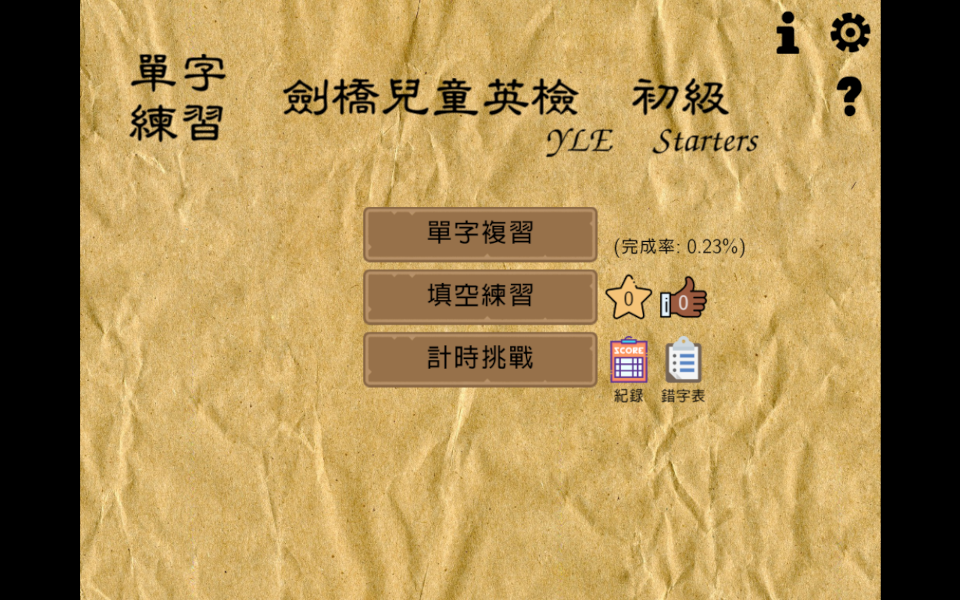 單字
練習
劍橋兒童英檢 初級
YLE Starters
單字複習
(完成率: 0.23%)
填空練習
0
0
計時挑戰
SCORE
紀錄
錯字表